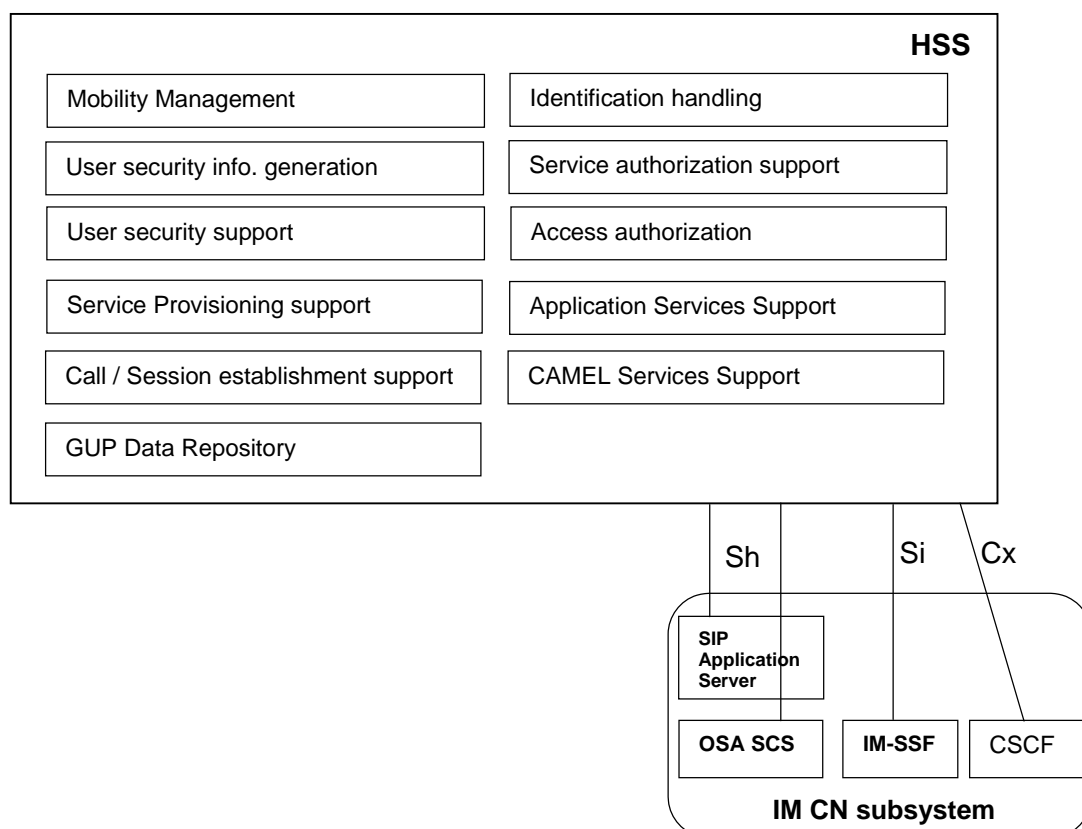 HSS
Mobility Management
Identification handling
User security info. generation
Service authorization support
User security support
Access authorization
Service Provisioning support
Application Services Support
Call / Session establishment support
CAMEL Services Support
GUP Data Repository
Sh
Si
Cx
SIP
Application
Server
OSA SCS
IM-SSF
CSCF
IM CN subsystem